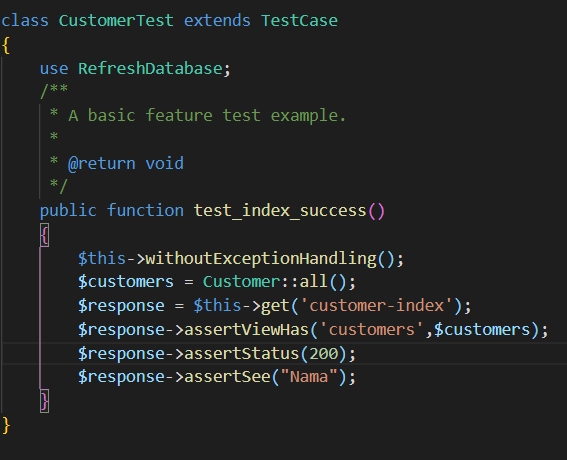 class CustomerTest extends TestCase
{
    use RefreshDatabase;
    /**
     * A basic feature test example.
     *
     * @return void
     */
    public function test_index_success()
    {
        $this->withoutExceptionHandling();
        $customers = Customer::all();
        $response = $this->get('customer-index');
        $response->assertViewHas('customers',$customers);
        $response->assertStatus(200);
        $response->assertSee("Nama");
    }
}